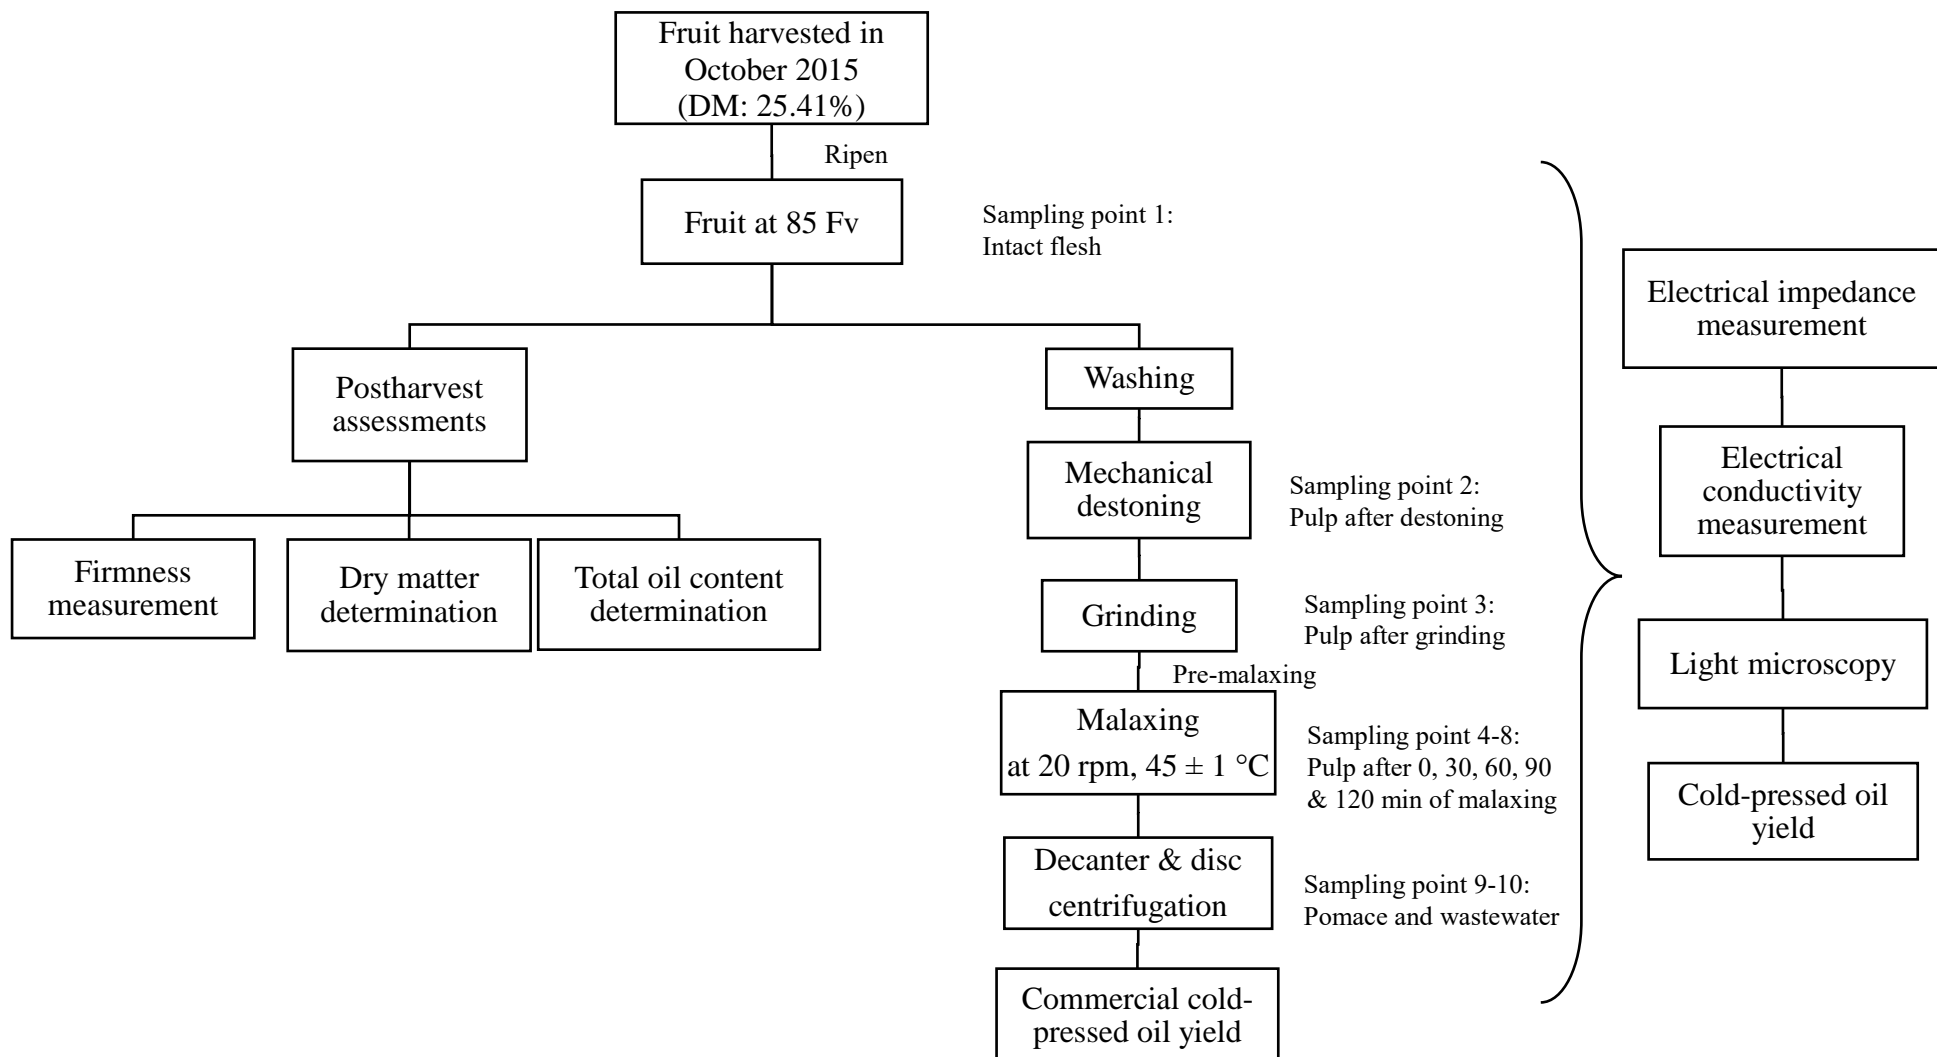 Fruit harvested in
October 2015
(DM: 25.41%)
Ripen
Fruit at 85 Fv
Sampling point 1:
Intact flesh
Postharvest
assessments
Firmness
measurement
Dry matter
determination
Total oil content
determination
Washing
Mechanical
destoning
Sampling point 2:
Pulp after destoning
Grinding
Sampling point 3:
Pulp after grinding
Pre-malaxing
Malaxing
at 20 rpm, 45 ± 1 °C
Sampling point 4-8:
Pulp after 0, 30, 60, 90
& 120 min of malaxing
Decanter & disc
centrifugation
Sampling point 9-10:
Pomace and wastewater
Commercial cold-
pressed oil yield
Electrical impedance
measurement
Electrical
conductivity
measurement
Light microscopy
Cold-pressed oil
yield